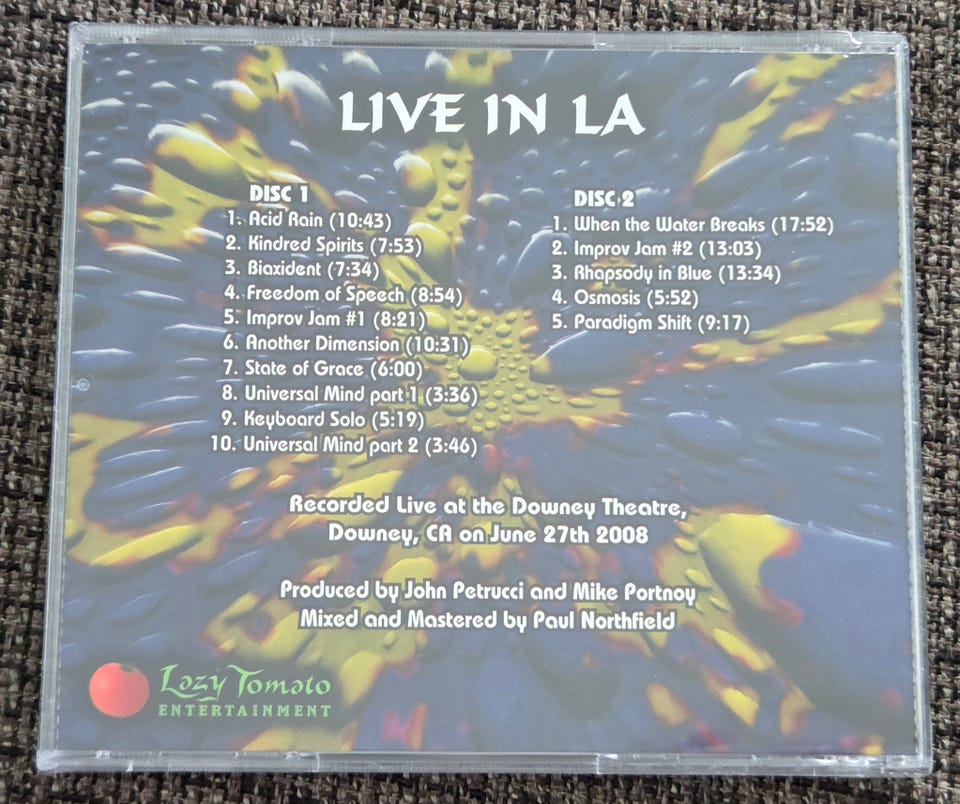 LIVE IN LA
DISC 1
1. Acid Rain (10:43)
2. Kindred Spirits (7:53)
3. Biaxident (7:34)
4. Freedom of Speech (8:54)
5. Improv Jam #1 (8:21)
6. Another Dimension (10:31)
7. State of Grace (6:00)
8. Universal Mind part 1 (3:36)
9. Keyboard Solo (5:19)
10. Universal Mind part 2 (3:46)
DISC 2
1. When the Water Breaks (17:52)
2. Improv Jam #2 (13:03)
3. Rhapsody in Blue (13:34)
4. Osmosis (5:52)
5. Paradigm Shift (9:17)
Recorded Live at the Downey Theatre,
Downey, CA on June 27th 2008
Produced by John Petrucci and Mike Portnoy
Mixed and Mastered by Paul Northfield
Lazy Tomato
ENTERTAINMENT